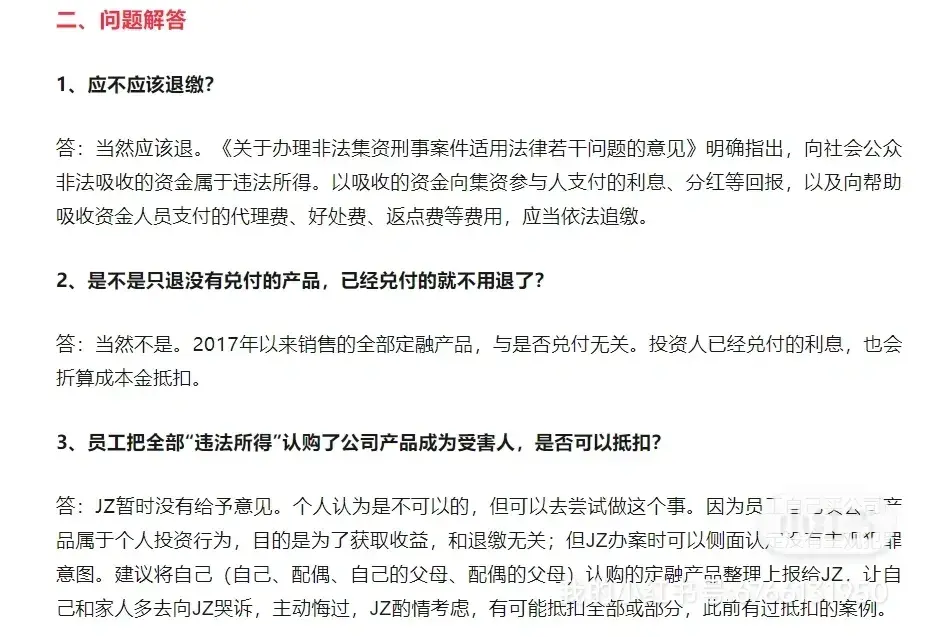 二、问题解答
1、应不应该退缴？
答：当然应该退。《关于办理非法集资刑事案件适用法律若干问题的意见》明确指出，向社会公众
非法吸收的资金属于违法所得。以吸收的资金向集资参与人支付的利息、分红等回报，以及向帮助
吸收资金人员支付的代理费、好处费、返点费等费用，应当依法追缴。
2、是不是只退没有兑付的产品，已经兑付的就不用退了？
答：当然不是。2017年以来销售的全部定融产品，与是否兑付无关。投资人已经兑付的利息，也会
折算成本金抵扣。
3、员工把全部“违法所得”认购了公司产品成为受害人，是否可以抵扣？
答：JZ暂时没有给予意见。个人认为是不可以的，但可以去尝试做这个事。因为员工自己买公司产
品属于个人投资行为，目的是为了获取收益，和退缴无关；但JZ办案时可以侧面认定没有主观犯罪
意图。建议将自己（自己、配偶、自己的父母、配偶的父母）认购的定融产品整理上报给JZ．让自
己和家人多去向JZ哭诉，主动悔过，JZ酌情考虑，有可能抵扣全部或部分，此前有过抵扣的案例。
小红书